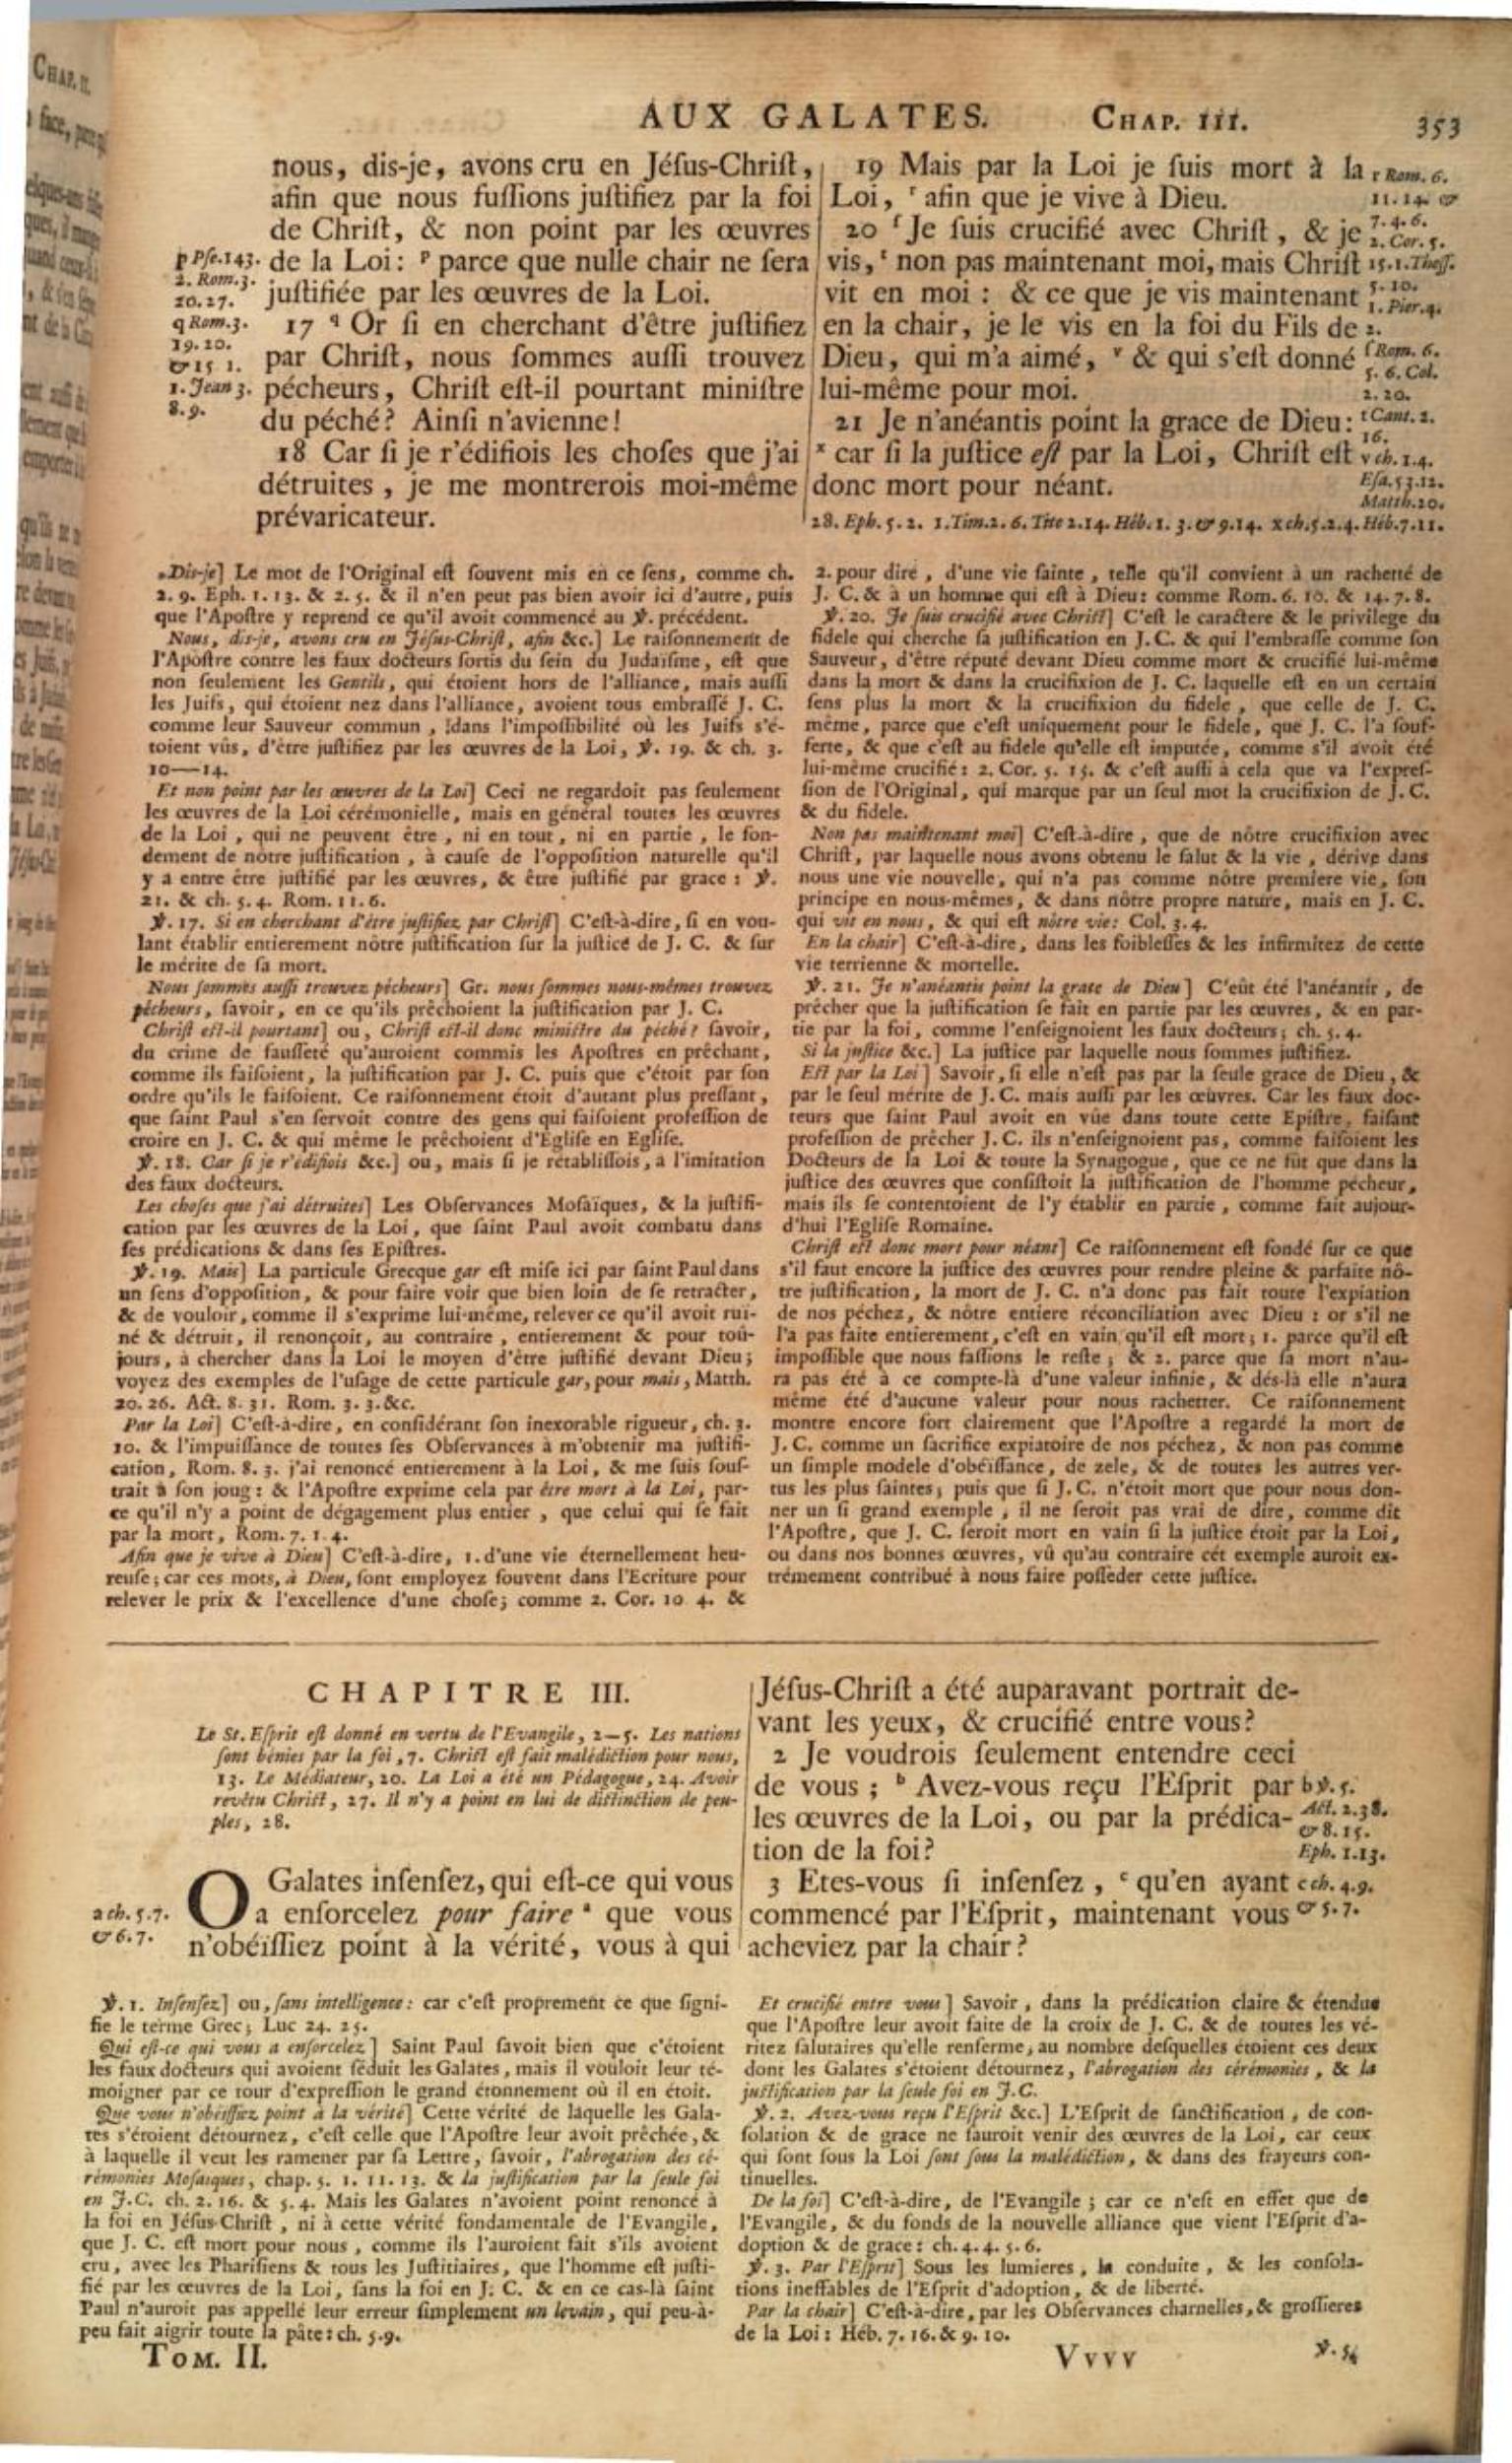 AUX GALATES. CHAP. III. 353
nous, dis-je, avons cru en Jéſus-Chriſt,
afin que nous fuſſions juſtifiez par la foi
de Chriſt, & non point par les œuvres
de la Loi: ᵖ parce que nulle chair ne ſera
juſtifiée par les œuvres de la Loi.
17 ᑫ Or ſi en cherchant d'être juſtifiez
par Chriſt, nous ſommes auſſi trouvez
pécheurs, Chriſt eſt-il pourtant miniſtre
du péché? Ainſi n'avienne!
18 Car ſi je r'édifiois les choſes que j'ai
détruites, je me montrerois moi-même
prévaricateur.
p Pſe.143.
2. Rom.3.
20.27.
q Rom.3.
19.20.
& 15 1.
1. Jean 3.
8.9.
19 Mais par la Loi je ſuis mort à la
Loi, ʳ afin que je vive à Dieu.
20 ˢ Je ſuis crucifié avec Chriſt, & je
vis, ᵗ non pas maintenant moi, mais Chriſt
vit en moi: & ce que je vis maintenant
en la chair, je le vis en la foi du Fils de
Dieu, qui m'a aimé, ᵛ & qui s'eſt donné
lui-même pour moi.
21 Je n'anéantis point la grace de Dieu:
ˣ car ſi la juſtice eſt par la Loi, Chriſt eſt
donc mort pour néant.
r Rom. 6.
11.14. &
7.4.6.
2. Cor. 5.
15. 1. Theſſ.
5.10.
1. Pier.4.
2.
ſ Rom. 6.
5. 6. Col.
2.20.
t Cant. 2.
16.
v ch. 1.4.
Eſa.53.12.
Matth.20.
28. Eph. 5. 2. 1.Tim.2. 6. Tite 2.14. Héb. 1. 3. & 9.14. x ch.5.2.4. Héb.7.11.
Dis-je] Le mot de l'Original eſt ſouvent mis en ce ſens, comme ch.
2. 9. Eph. 1. 13. & 2. 5. & il n'en peut pas bien avoir ici d'autre, puis
que l'Apoſtre y reprend ce qu'il avoit commencé au ℣. précédent.
Nous, dis-je, avons cru en Jéſus-Chriſt, afin &c.] Le raiſonnement de
l'Apôſtre contre les faux docteurs ſortis du ſein du Judaïſme, eſt que
non ſeulement les Gentils, qui étoient hors de l'alliance, mais auſſi
les Juifs, qui étoient nez dans l'alliance, avoient tous embraſſé J. C.
comme leur Sauveur commun, dans l'impoſſibilité où les Juifs s'é-
toient vûs, d'être juſtifiez par les œuvres de la Loi, ℣. 19. & ch. 3.
10—14.
Et non point par les œuvres de la Loi] Ceci ne regardoit pas ſeulement
les œuvres de la Loi cérémonielle, mais en général toutes les œuvres
de la Loi, qui ne peuvent être, ni en tout, ni en partie, le fon-
dement de nôtre juſtification, à cauſe de l'oppoſition naturelle qu'il
y a entre être juſtifié par les œuvres, & être juſtifié par grace: ℣.
21. & ch. 5. 4. Rom. 11. 6.
℣. 17. Si en cherchant d'être juſtifiez par Chriſt] C'eſt-à-dire, ſi en vou-
lant établir entierement nôtre juſtification ſur la juſtice de J. C. & ſur
le mérite de ſa mort.
Nous ſommes auſſi trouvez pécheurs] Gr. nous ſommes nous-mêmes trouvez
pécheurs, ſavoir, en ce qu'ils prêchoient la juſtification par J. C.
Chriſt eſt-il pourtant] ou, Chriſt eſt-il donc miniſtre du péché? ſavoir,
du crime de fauſſeté qu'auroient commis les Apoſtres en prêchant,
comme ils faiſoient, la juſtification par J. C. puis que c'étoit par ſon
ordre qu'ils le faiſoient. Ce raiſonnement étoit d'autant plus preſſant,
que ſaint Paul s'en ſervoit contre des gens qui faiſoient profeſſion de
croire en J. C. & qui même le prêchoient d'Egliſe en Egliſe.
℣. 18. Car ſi je r'édifiois &c.] ou, mais ſi je rétabliſſois, à l'imitation
des faux docteurs.
Les choſes que j'ai détruites] Les Obſervances Moſaïques, & la juſtifi-
cation par les œuvres de la Loi, que ſaint Paul avoit combatu dans
ſes prédications & dans ſes Epiſtres.
℣. 19. Mais] La particule Grecque gar eſt miſe ici par ſaint Paul dans
un ſens d'oppoſition, & pour faire voir que bien loin de ſe retracter,
& de vouloir, comme il s'exprime lui-même, relever ce qu'il avoit rui-
né & détruit, il renonçoit, au contraire, entierement & pour toû-
jours, à chercher dans la Loi le moyen d'être juſtifié devant Dieu;
voyez des exemples de l'uſage de cette particule gar, pour mais, Matth.
20. 26. Act. 8. 31. Rom. 3. 3. &c.
Par la Loi] C'eſt-à-dire, en conſidérant ſon inexorable rigueur, ch. 3.
10. & l'impuiſſance de toutes ſes Obſervances à m'obtenir ma juſtifi-
cation, Rom. 8. 3. j'ai renoncé entierement à la Loi, & me ſuis ſouſ-
trait à ſon joug: & l'Apoſtre exprime cela par être mort à la Loi, par-
ce qu'il n'y a point de dégagement plus entier, que celui qui ſe fait
par la mort, Rom. 7. 1. 4.
Afin que je vive à Dieu] C'eſt-à-dire, 1. d'une vie éternellement heu-
reuſe; car ces mots, à Dieu, ſont employez ſouvent dans l'Ecriture pour
relever le prix & l'excellence d'une choſe; comme 2. Cor. 10 4. &
2. pour dire, d'une vie ſainte, telle qu'il convient à un racheté de
J. C. & à un homme qui eſt à Dieu: comme Rom. 6. 10. & 14. 7. 8.
℣. 20. Je ſuis crucifié avec Chriſt] C'eſt le caractere & le privilege du
fidele qui cherche ſa juſtification en J. C. & qui l'embraſſe comme ſon
Sauveur, d'être réputé devant Dieu comme mort & crucifié lui-même
dans la mort & dans la crucifixion de J. C. laquelle eſt en un certain
ſens plus la mort & la crucifixion du fidele, que celle de J. C.
même, parce que c'eſt uniquement pour le fidele, que J. C. l'a ſouf-
ferte, & que c'eſt au fidele qu'elle eſt imputée, comme s'il avoit été
lui-même crucifié: 2. Cor. 5. 15. & c'eſt auſſi à cela que va l'expreſ-
ſion de l'Original, qui marque par un ſeul mot la crucifixion de J. C.
& du fidele.
Non pas maintenant moi] C'eſt-à-dire, que de nôtre crucifixion avec
Chriſt, par laquelle nous avons obtenu le ſalut & la vie, dérive dans
nous une vie nouvelle, qui n'a pas comme nôtre premiere vie, ſon
principe en nous-mêmes, & dans nôtre propre nature, mais en J. C.
qui vit en nous, & qui eſt nôtre vie: Col. 3. 4.
En la chair] C'eſt-à-dire, dans les foibleſſes & les infirmitez de cette
vie terrienne & mortelle.
℣. 21. Je n'anéantis point la grace de Dieu] C'eût été l'anéantir, de
prêcher que la juſtification ſe fait en partie par les œuvres, & en par-
tie par la foi, comme l'enſeignoient les faux docteurs; ch. 5. 4.
Si la juſtice &c.] La juſtice par laquelle nous ſommes juſtifiez.
Eſt par la Loi] Savoir, ſi elle n'eſt pas par la ſeule grace de Dieu, &
par le ſeul mérite de J. C. mais auſſi par les œuvres. Car les faux doc-
teurs que ſaint Paul avoit en vûe dans toute cette Epiſtre, faiſant
profeſſion de prêcher J. C. ils n'enſeignoient pas, comme faiſoient les
Docteurs de la Loi & toute la Synagogue, que ce ne fût que dans la
juſtice des œuvres que conſiſtoit la juſtification de l'homme pécheur,
mais ils ſe contentoient de l'y établir en partie, comme fait aujour-
d'hui l'Egliſe Romaine.
Chriſt eſt donc mort pour néant] Ce raiſonnement eſt fondé ſur ce que
s'il faut encore la juſtice des œuvres pour rendre pleine & parfaite nô-
tre juſtification, la mort de J. C. n'a donc pas fait toute l'expiation
de nos péchez, & nôtre entiere réconciliation avec Dieu: or s'il ne
l'a pas faite entierement, c'eſt en vain qu'il eſt mort; 1. parce qu'il eſt
impoſſible que nous faſſions le reſte; & 2. parce que ſa mort n'au-
ra pas été à ce compte-là d'une valeur infinie, & dés-là elle n'aura
même été d'aucune valeur pour nous racheter. Ce raiſonnement
montre encore fort clairement que l'Apoſtre a regardé la mort de
J. C. comme un ſacrifice expiatoire de nos péchez, & non pas comme
un ſimple modele d'obéïſſance, de zele, & de toutes les autres ver-
tus les plus ſaintes; puis que ſi J. C. n'étoit mort que pour nous don-
ner un ſi grand exemple, il ne ſeroit pas vrai de dire, comme dit
l'Apoſtre, que J. C. ſeroit mort en vain ſi la juſtice étoit par la Loi,
ou dans nos bonnes œuvres, vû qu'au contraire cét exemple auroit ex-
trémement contribué à nous faire poſſeder cette juſtice.
CHAPITRE III.
Le St. Eſprit eſt donné en vertu de l'Evangile, 2—5. Les nations
ſont bénies par la foi, 7. Chriſt eſt fait malédiction pour nous,
13. Le Médiateur, 20. La Loi a été un Pédagogue, 24. Avoir
revêtu Chriſt, 27. Il n'y a point en lui de diſtinction de peu-
ples, 28.
O Galates inſenſez, qui eſt-ce qui vous
a enſorcelez pour faire ᵃ que vous
n'obéiſſiez point à la vérité, vous à qui
a ch. 5.7.
& 6.7.
Jéſus-Chriſt a été auparavant portrait de-
vant les yeux, & crucifié entre vous?
2 Je voudrois ſeulement entendre ceci
de vous; ᵇ Avez-vous reçu l'Eſprit par
les œuvres de la Loi, ou par la prédica-
tion de la foi?
3 Etes-vous ſi inſenſez, ᶜ qu'en ayant
commencé par l'Eſprit, maintenant vous
acheviez par la chair?
b ℣. 5.
Act. 2.38.
& 8.15.
Eph. 1.13.
c ch. 4.9.
& 5.7.
℣. 1. Inſenſez] ou, ſans intelligence: car c'eſt proprement ce que ſigni-
fie le terme Grec; Luc 24. 25.
Qui eſt-ce qui vous a enſorcelez] Saint Paul ſavoit bien que c'étoient
les faux docteurs qui avoient ſéduit les Galates, mais il vouloit leur té-
moigner par ce tour d'expreſſion le grand étonnement où il en étoit.
Que vous n'obéiſſiez point à la vérité] Cette vérité de laquelle les Gala-
tes s'étoient détournez, c'eſt celle que l'Apoſtre leur avoit prêchée, &
à laquelle il veut les ramener par ſa Lettre, ſavoir, l'abrogation des cé-
rémonies Moſaïques, chap. 5. 1. 11. 13. & la juſtification par la ſeule foi
en J. C. ch. 2. 16. & 5. 4. Mais les Galates n'avoient point renoncé à
la foi en Jéſus-Chriſt, ni à cette vérité fondamentale de l'Evangile,
que J. C. eſt mort pour nous, comme ils l'auroient fait s'ils avoient
cru, avec les Phariſiens & tous les Juſtitiaires, que l'homme eſt juſti-
fié par les œuvres de la Loi, ſans la foi en J. C. & en ce cas-là ſaint
Paul n'auroit pas appellé leur erreur ſimplement un levain, qui peu-à-
peu fait aigrir toute la pâte: ch. 5. 9.
Et crucifié entre vous] Savoir, dans la prédication claire & étendue
que l'Apoſtre leur avoit faite de la croix de J. C. & de toutes les vé-
ritez ſalutaires qu'elle renferme, au nombre deſquelles étoient ces deux
dont les Galates s'étoient détournez, l'abrogation des cérémonies, & la
juſtification par la ſeule foi en J. C.
℣. 2. Avez-vous reçu l'Eſprit &c.] L'Eſprit de ſanctification, de con-
ſolation & de grace ne ſauroit venir des œuvres de la Loi, car ceux
qui ſont ſous la Loi ſont ſous la malédiction, & dans des frayeurs con-
tinuelles.
De la foi] C'eſt-à-dire, de l'Evangile; car ce n'eſt en effet que de
l'Evangile, & du fonds de la nouvelle alliance que vient l'Eſprit d'a-
doption & de grace: ch. 4. 4. 5. 6.
℣. 3. Par l'Eſprit] Sous les lumieres, la conduite, & les conſola-
tions ineffables de l'Eſprit d'adoption, & de liberté.
Par la chair] C'eſt-à-dire, par les Obſervances charnelles, & groſſieres
de la Loi: Héb. 7. 16. & 9. 10.
TOM. II. Vvvv